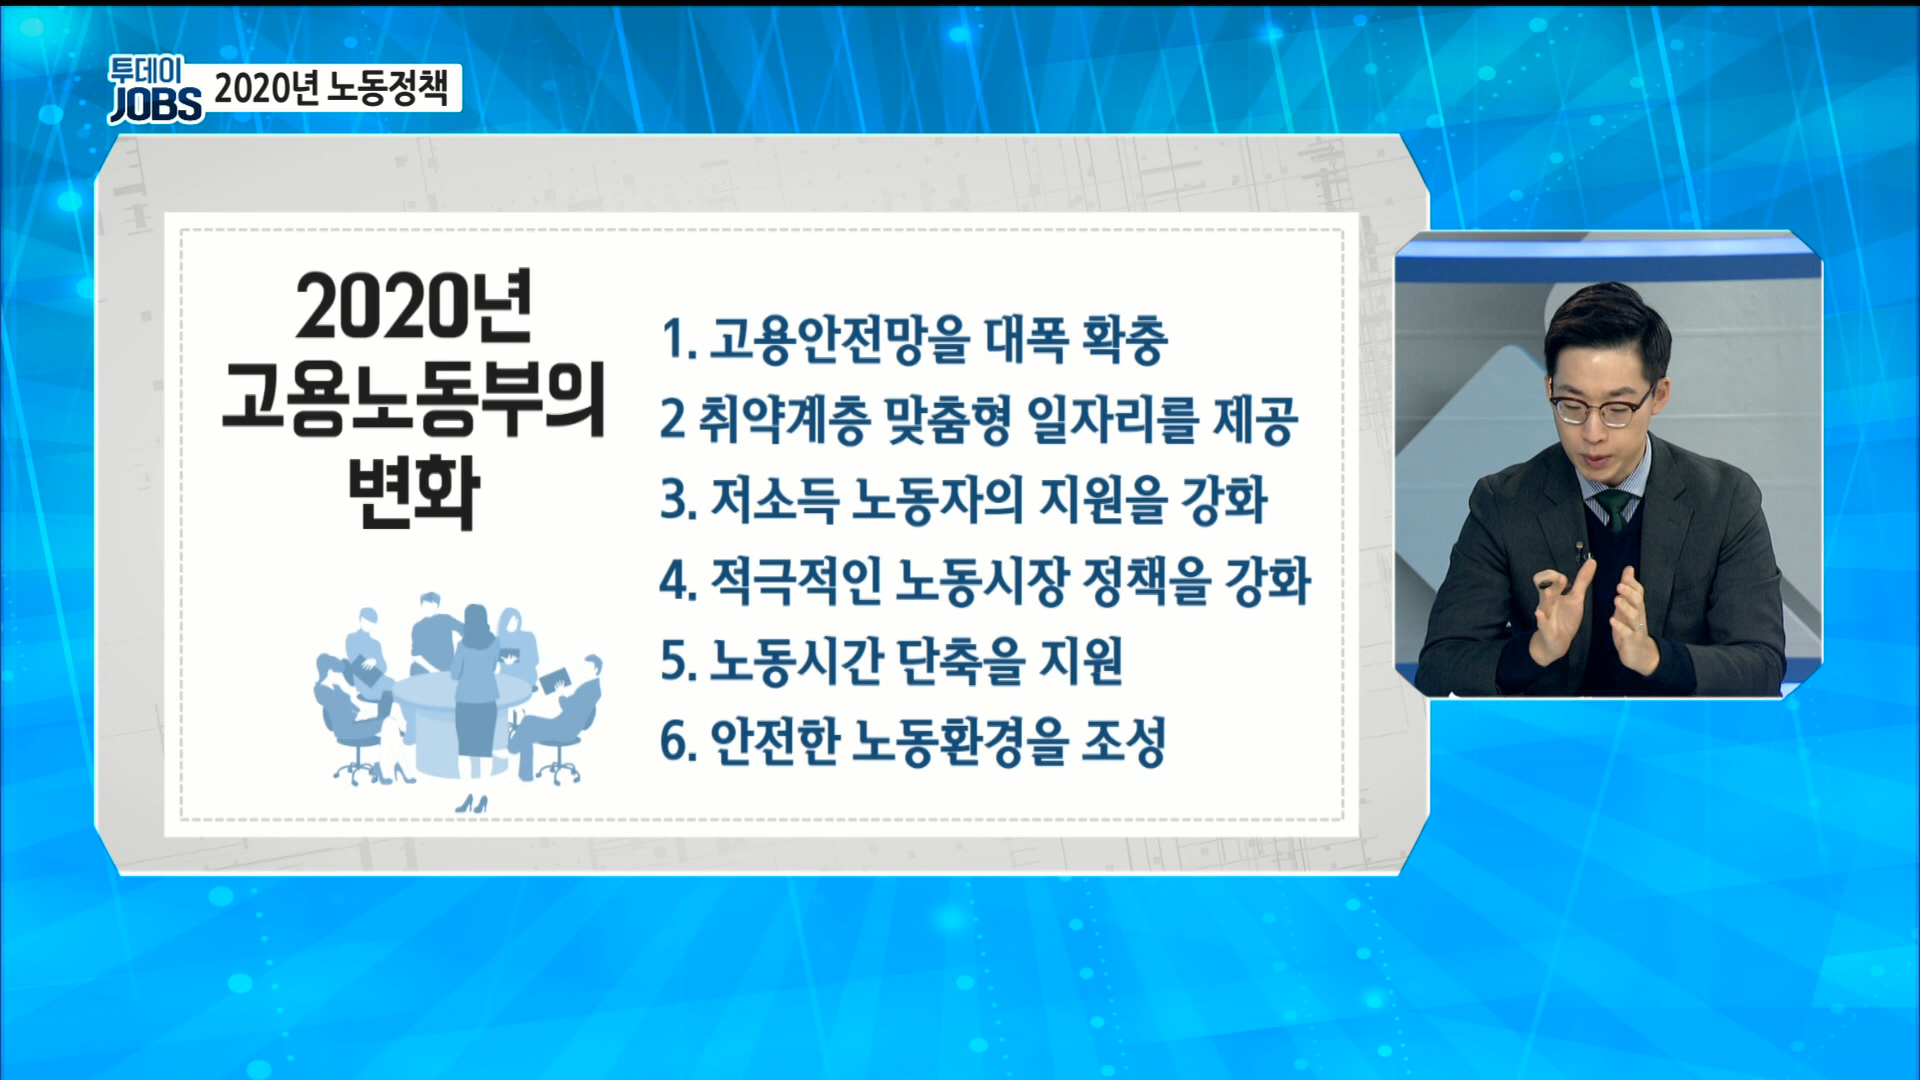 투데이
JOBS
2020년 노동정책
2020년
고용노동부의
변화
1. 고용안전망을 대폭 확충
2 취약계층 맞춤형 일자리를 제공
3. 저소득 노동자의 지원을 강화
4. 적극적인 노동시장 정책을 강화
5. 노동시간 단축을 지원
6. 안전한 노동환경을 조성